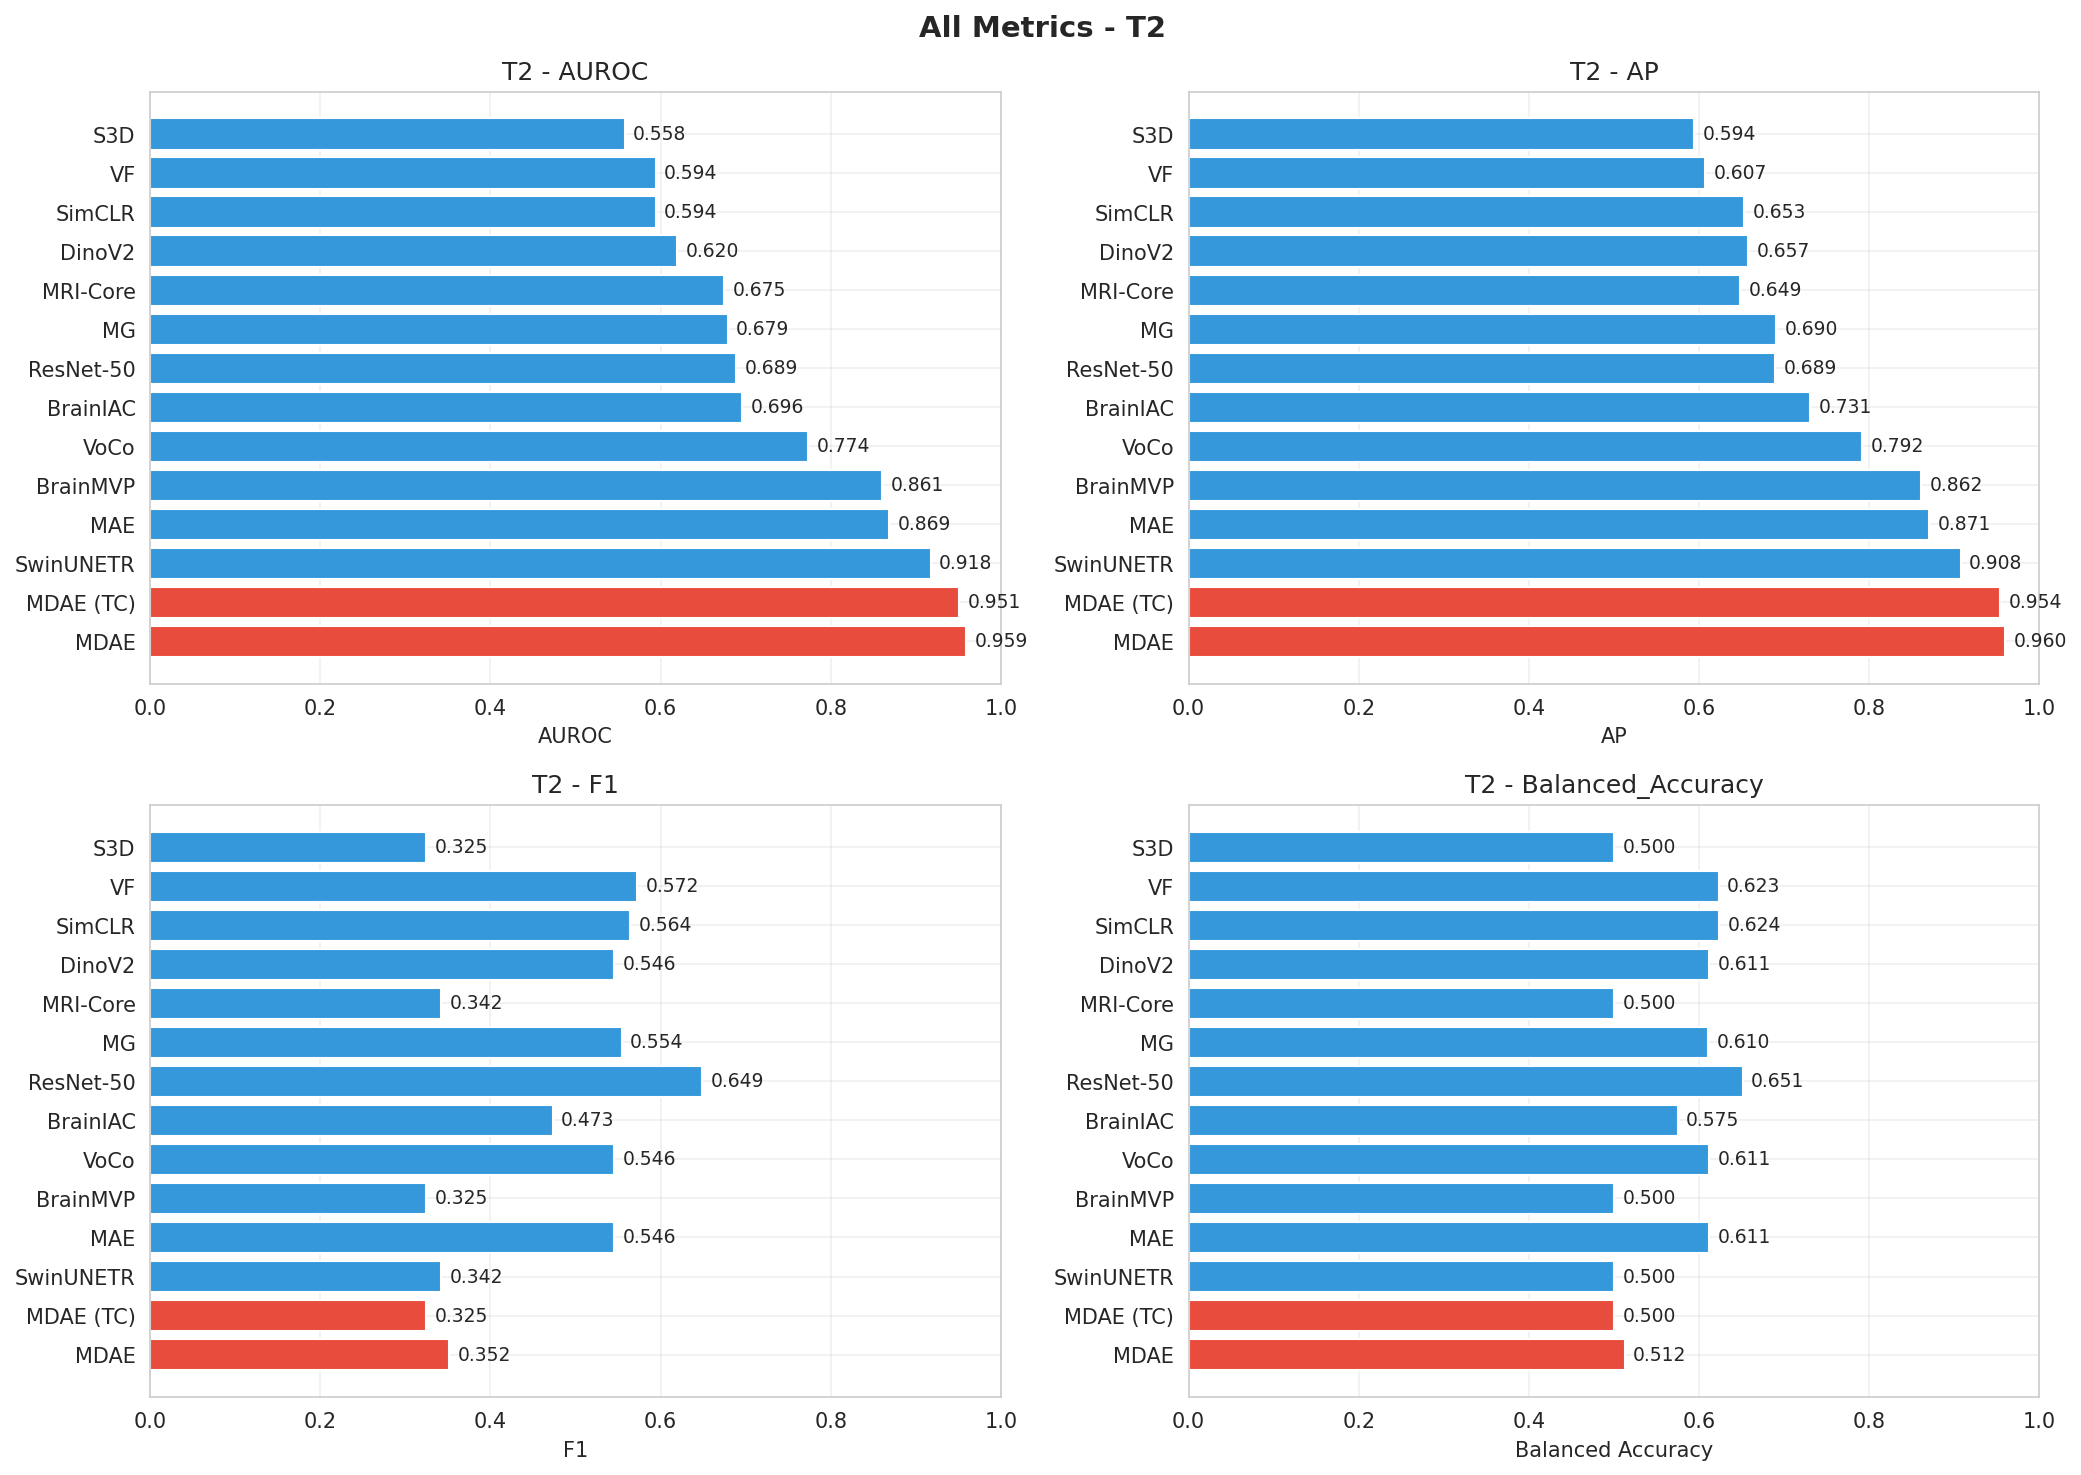 All Metrics - T2
T2 - AUROC
S3D 0.558
VF 0.594
SimCLR 0.594
DinoV2 0.620
MRI-Core 0.675
MG 0.679
ResNet-50 0.689
BrainIAC 0.696
VoCo 0.774
BrainMVP 0.861
MAE 0.869
SwinUNETR 0.918
MDAE (TC) 0.951
MDAE 0.959
0.0 0.2 0.4 0.6 0.8 1.0
AUROC
T2 - AP
S3D 0.594
VF 0.607
SimCLR 0.653
DinoV2 0.657
MRI-Core 0.649
MG 0.690
ResNet-50 0.689
BrainIAC 0.731
VoCo 0.792
BrainMVP 0.862
MAE 0.871
SwinUNETR 0.908
MDAE (TC) 0.954
MDAE 0.960
0.0 0.2 0.4 0.6 0.8 1.0
AP
T2 - F1
S3D 0.325
VF 0.572
SimCLR 0.564
DinoV2 0.546
MRI-Core 0.342
MG 0.554
ResNet-50 0.649
BrainIAC 0.473
VoCo 0.546
BrainMVP 0.325
MAE 0.546
SwinUNETR 0.342
MDAE (TC) 0.325
MDAE 0.352
0.0 0.2 0.4 0.6 0.8 1.0
F1
T2 - Balanced_Accuracy
S3D 0.500
VF 0.623
SimCLR 0.624
DinoV2 0.611
MRI-Core 0.500
MG 0.610
ResNet-50 0.651
BrainIAC 0.575
VoCo 0.611
BrainMVP 0.500
MAE 0.611
SwinUNETR 0.500
MDAE (TC) 0.500
MDAE 0.512
0.0 0.2 0.4 0.6 0.8 1.0
Balanced Accuracy